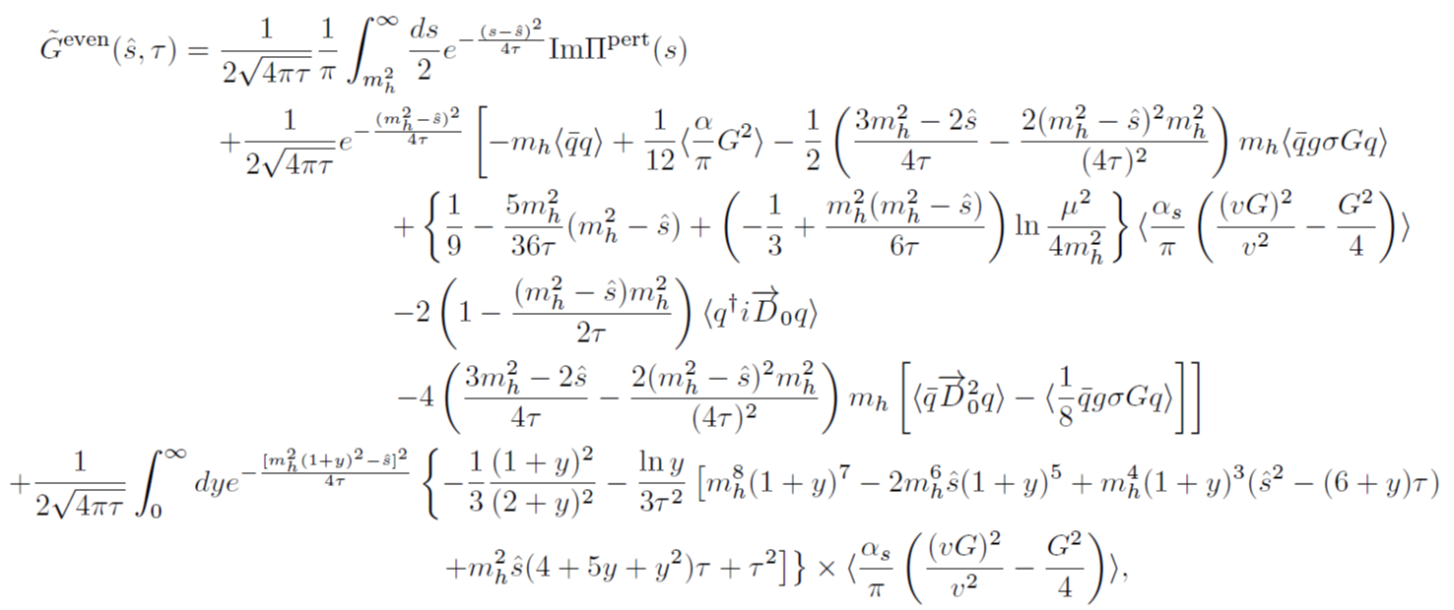 \tilde{G}^{\text{even}}(\hat{s}, \tau) = \frac{1}{2\sqrt{4\pi\tau}} \frac{1}{\pi} \int_{m_h^2}^{\infty} \frac{ds}{2} e^{-\frac{(s-\hat{s})^2}{4\tau}} \text{Im}\Pi^{\text{pert}}(s)
+\frac{1}{2\sqrt{4\pi\tau}} e^{-\frac{(m_h^2-\hat{s})^2}{4\tau}} \left[ -m_h \langle \bar{q}q \rangle + \frac{1}{12} \langle \frac{\alpha}{\pi} G^2 \rangle - \frac{1}{2} \left( \frac{3m_h^2 - 2\hat{s}}{4\tau} - \frac{2(m_h^2 - \hat{s})^2 m_h^2}{(4\tau)^2} \right) m_h \langle \bar{q} g\sigma G q \rangle \right.
+ \left\{ \frac{1}{9} - \frac{5m_h^2}{36\tau} (m_h^2 - \hat{s}) + \left( -\frac{1}{3} + \frac{m_h^2(m_h^2 - \hat{s})}{6\tau} \right) \ln \frac{\mu^2}{4m_h^2} \right\} \langle \frac{\alpha_s}{\pi} \left( \frac{(vG)^2}{v^2} - \frac{G^2}{4} \right) \rangle
-2 \left( 1 - \frac{(m_h^2 - \hat{s})m_h^2}{2\tau} \right) \langle q^\dagger i \overrightarrow{D}_0 q \rangle
\left. -4 \left( \frac{3m_h^2 - 2\hat{s}}{4\tau} - \frac{2(m_h^2 - \hat{s})^2 m_h^2}{(4\tau)^2} \right) m_h \left[ \langle \bar{q} \overrightarrow{D}_0^2 q \rangle - \langle \frac{1}{8} \bar{q} g\sigma G q \rangle \right] \right]
+\frac{1}{2\sqrt{4\pi\tau}} \int_0^{\infty} dy e^{-\frac{[m_h^2(1+y)^2-\hat{s}]^2}{4\tau}} \left\{ -\frac{1}{3} \frac{(1+y)^2}{(2+y)^2} - \frac{\ln y}{3\tau^2} \left[ m_h^8(1+y)^7 - 2m_h^6 \hat{s}(1+y)^5 + m_h^4(1+y)^3(\hat{s}^2 - (6+y)\tau) \right. \right.
\left. \left. +m_h^2 \hat{s}(4 + 5y + y^2)\tau + \tau^2 \right] \right\} \times \langle \frac{\alpha_s}{\pi} \left( \frac{(vG)^2}{v^2} - \frac{G^2}{4} \right) \rangle,